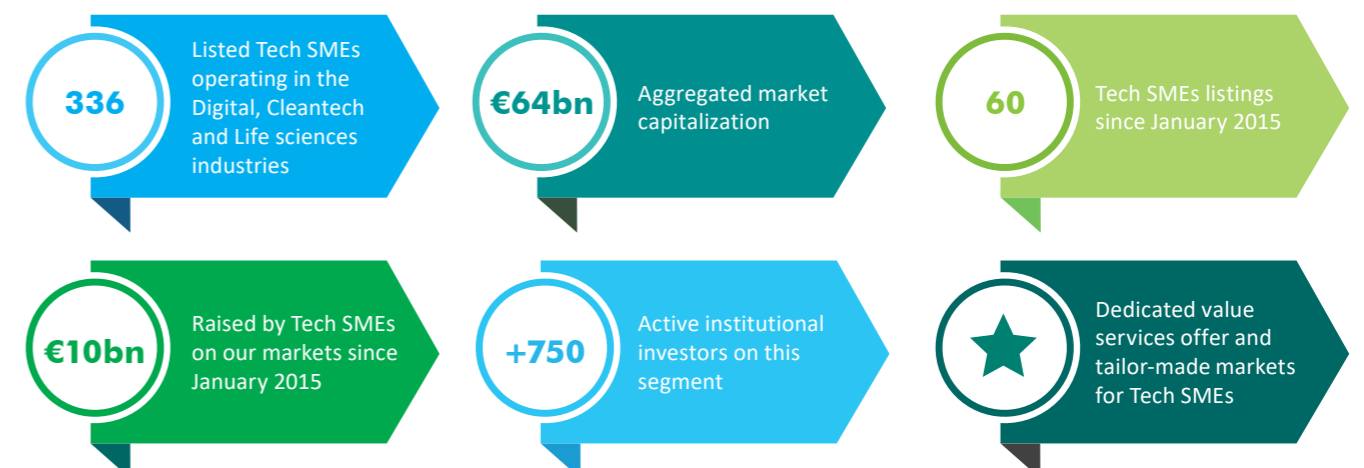 336
Listed Tech SMEs
operating in the
Digital, Cleantech
and Life sciences
industries
€64bn
Aggregated market
capitalization
60
Tech SMEs listings
since January 2015
€10bn
Raised by Tech SMEs
on our markets since
January 2015
+750
Active institutional
investors on this
segment
Dedicated value
services offer and
tailor-made markets
for Tech SMEs